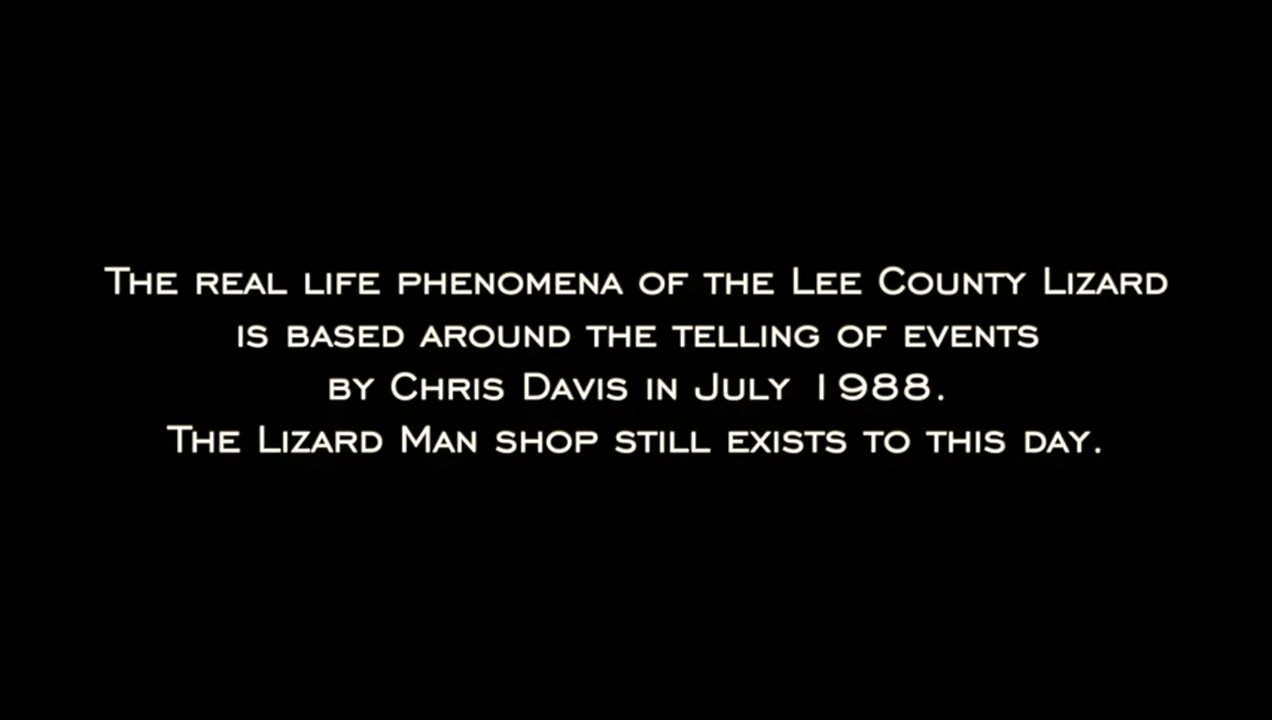 The real life phenomena of the Lee County Lizard
is based around the telling of events
by Chris Davis in July 1988.
The Lizard Man shop still exists to this day.